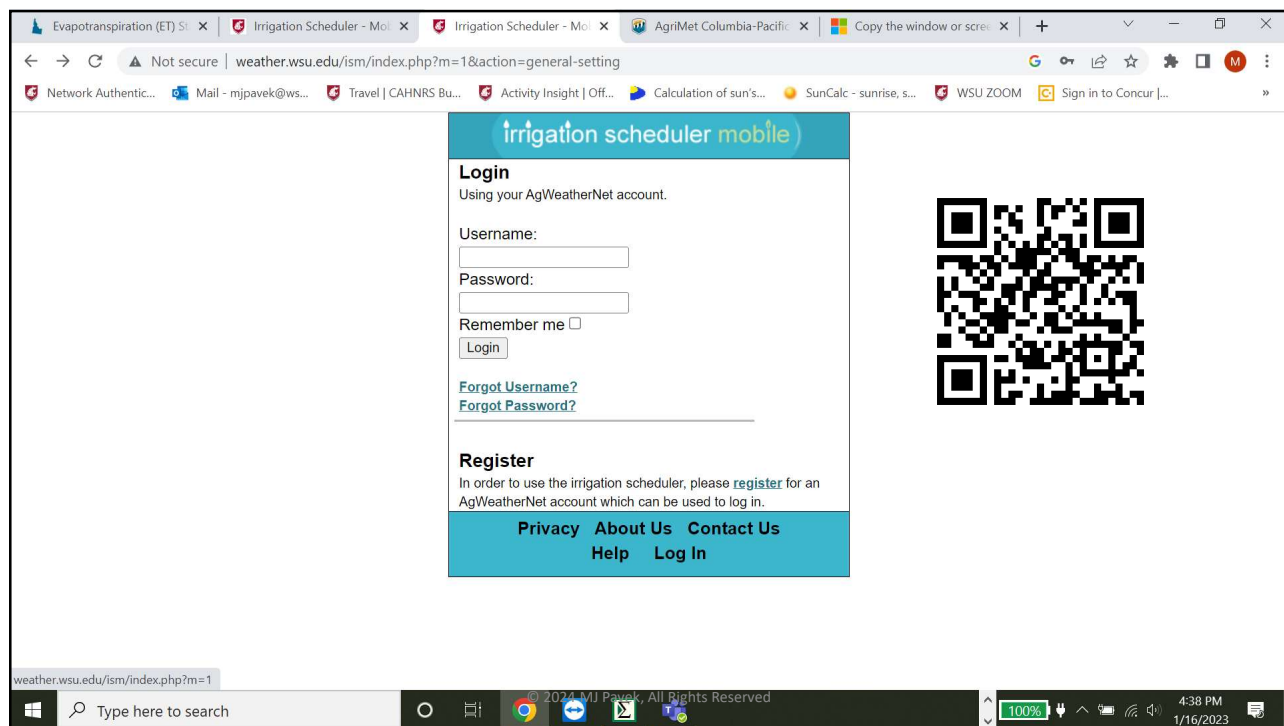 Evapotranspiration (ET) St
Irrigation Scheduler - Mo
Irrigation Scheduler - Mo
AgriMet Columbia-Pacific
Copy the window or scree
Not secure | weather.wsu.edu/ism/index.php?m=1&action=general-setting
M
Network Authentic...
Mail - mjpavek@ws...
Travel | CAHNRS Bu...
Activity Insight | Off...
Calculation of sun's...
SunCalc - sunrise, s...
WSU ZOOM
Sign in to Concur |...
»
irrigation scheduler mobile
Login
Using your AgWeatherNet account.
Username:
Password:
Remember me
Login
Forgot Username?
Forgot Password?
Register
In order to use the irrigation scheduler, please register for an
AgWeatherNet account which can be used to log in.
Privacy About Us Contact Us
Help Log In
weather.wsu.edu/ism/index.php?m=1
© 2024 MJ Pavek, All Rights Reserved
Type here to search
100%
4:38 PM
1/16/2023